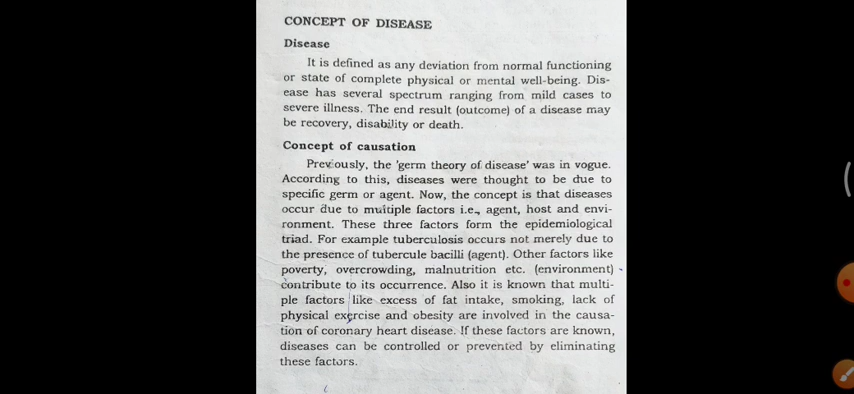 CONCEPT OF DISEASE
Disease
It is defined as any deviation from normal functioning
or state of complete physical or mental well-being. Dis-
ease has several spectrum ranging from mild cases to
severe illness. The end result (outcome) of a disease may
be recovery, disability or death.
Concept of causation
Previously, the 'germ theory of disease' was in vogue.
According to this, diseases were thought to be due to
specific germ or agent. Now, the concept is that diseases
occur due to multiple factors i.e., agent, host and envi-
ronment. These three factors form the epidemiological
triad. For example tuberculosis occurs not merely due to
the presence of tubercule bacilli (agent). Other factors like
poverty, overcrowding, malnutrition etc. (environment)
contribute to its occurrence. Also it is known that multi-
ple factors like excess of fat intake, smoking, lack of
physical exercise and obesity are involved in the causa-
tion of coronary heart disease. If these factors are known,
diseases can be controlled or prevented by eliminating
these factors.